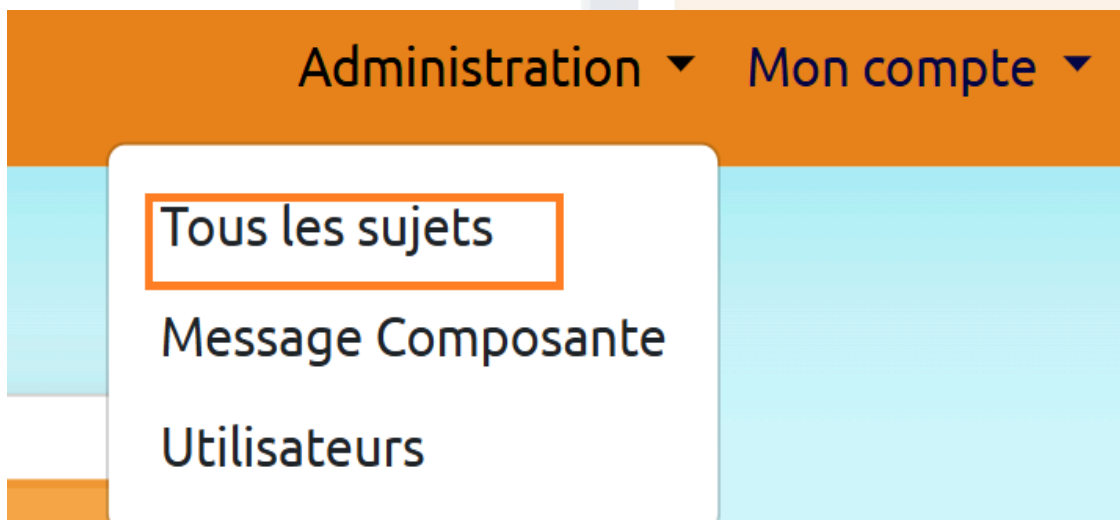 Administration Mon compte
Tous les sujets
Message Composante
Utilisateurs